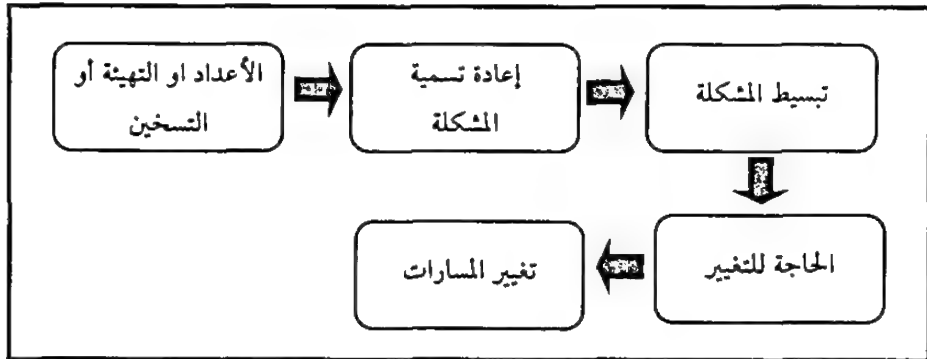 الأعداد او التهيئة أو
التسخين
إعادة تسمية
المشكلة
تبسيط المشكلة
الحاجة للتغيير
تغيير المسارات